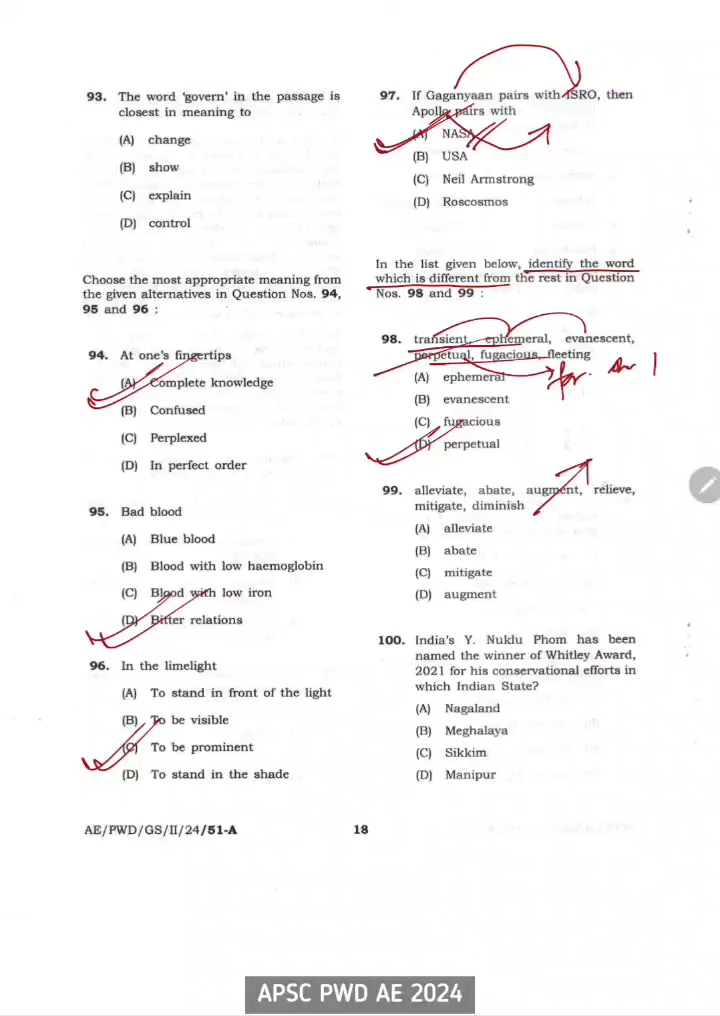 93. The word 'govern' in the passage is
closest in meaning to
(A) change
(B) show
(C) explain
(D) control
Choose the most appropriate meaning from
the given alternatives in Question Nos. 94,
95 and 96 :
94. At one's fingertips
(A) Complete knowledge
(B) Confused
(C) Perplexed
(D) In perfect order
95. Bad blood
(A) Blue blood
(B) Blood with low haemoglobin
(C) Blood with low iron
(D) Bitter relations
96. In the limelight
(A) To stand in front of the light
(B) To be visible
(C) To be prominent
(D) To stand in the shade
97. If Gaganyaan pairs with ISRO, then
Apollo pairs with
(A) NASA
(B) USA
(C) Neil Armstrong
(D) Roscosmos
In the list given below, identify the word
which is different from the rest in Question
Nos. 98 and 99 :
98. transient, ephemeral, evanescent,
perpetual, fugacious, fleeting
(A) ephemeral
(B) evanescent
(C) fugacious
(D) perpetual
99. alleviate, abate, augment, relieve,
mitigate, diminish
(A) alleviate
(B) abate
(C) mitigate
(D) augment
100. India's Y. Nuklu Phom has been
named the winner of Whitley Award,
2021 for his conservational efforts in
which Indian State?
(A) Nagaland
(B) Meghalaya
(C) Sikkim
(D) Manipur
AE/PWD/GS/II/24/51-A
18
APSC PWD AE 2024